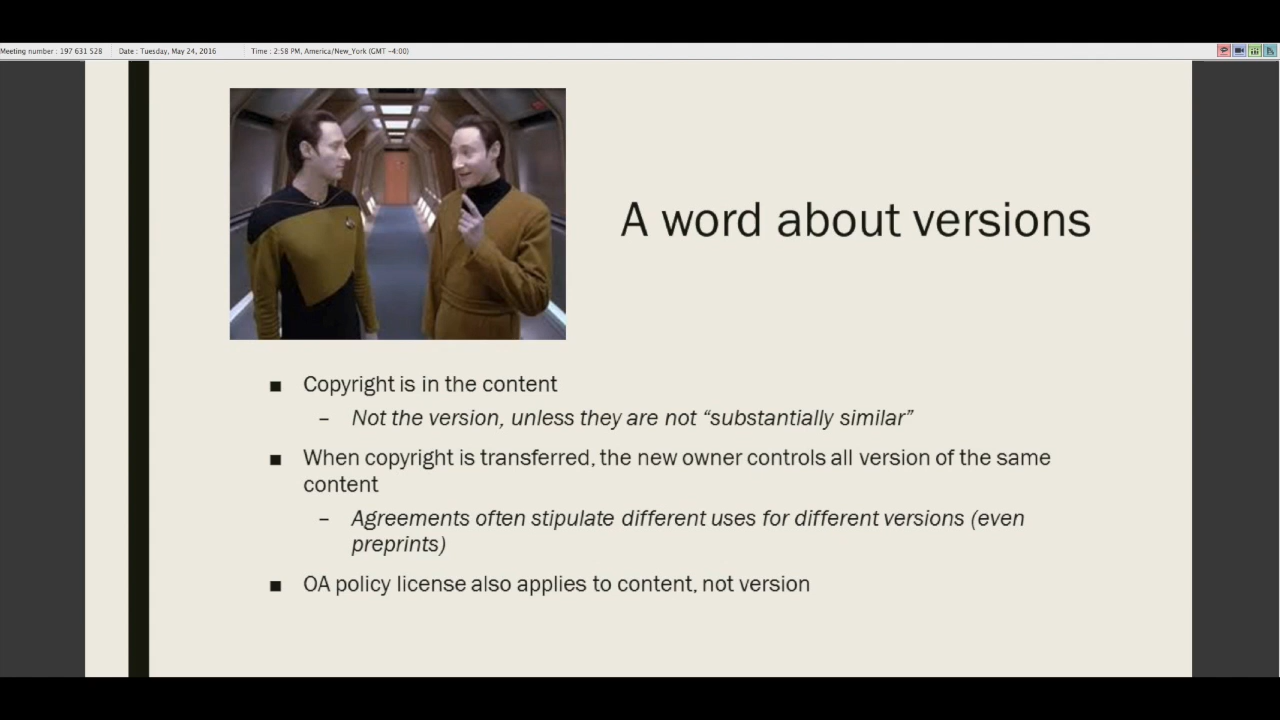 Meeting number : 197 631 528 Date : Tuesday, May 24, 2016 Time : 2:58 PM, America/New_York (GMT -4:00)
A word about versions
■ Copyright is in the content
– Not the version, unless they are not “substantially similar”
■ When copyright is transferred, the new owner controls all version of the same
content
– Agreements often stipulate different uses for different versions (even
preprints)
■ OA policy license also applies to content, not version